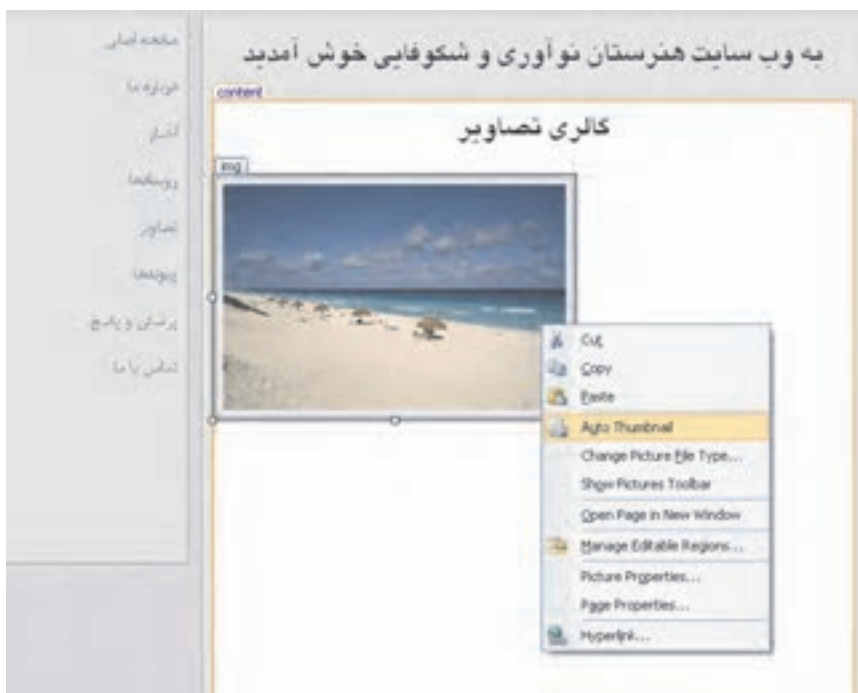 به وب سایت هنرستان نوآوری و شکوفایی خوش آمدید
صفحه اصلی
درباره ما
اخبار
رویدادها
تصاویر
پیوندها
پرسش و پاسخ
تماس با ما
content
گالری تصاویر
img
Cut
Copy
Paste
Auto Thumbnail
Change Picture File Type...
Show Pictures Toolbar
Open Page in New Window
Manage Editable Regions...
Picture Properties...
Page Properties...
Hyperlink...